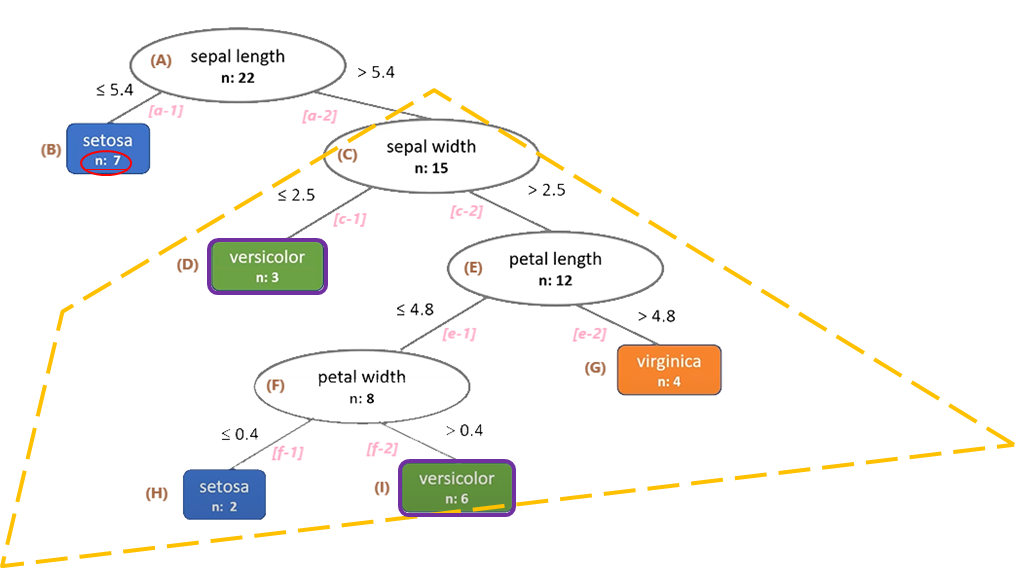 (A) sepal length
n: 22
≤ 5.4
> 5.4
[a-1]
[a-2]
(B) setosa
n: 7
(C) sepal width
n: 15
≤ 2.5
> 2.5
[c-1]
[c-2]
(D) versicolor
n: 3
(E) petal length
n: 12
≤ 4.8
> 4.8
[e-1]
[e-2]
(F) petal width
n: 8
(G) virginica
n: 4
≤ 0.4
> 0.4
[f-1]
[f-2]
(H) setosa
n: 2
(I) versicolor
n: 6